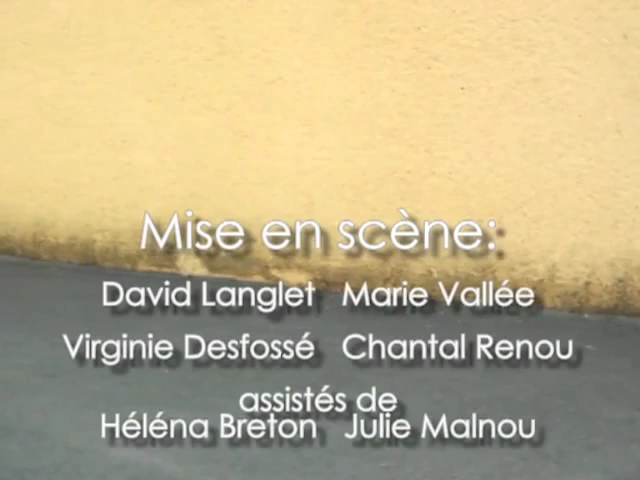 Mise en scène:
David Langlet Marie Vallée
Virginie Desfossé Chantal Renou
assistés de
Héléna Breton Julie Malnou